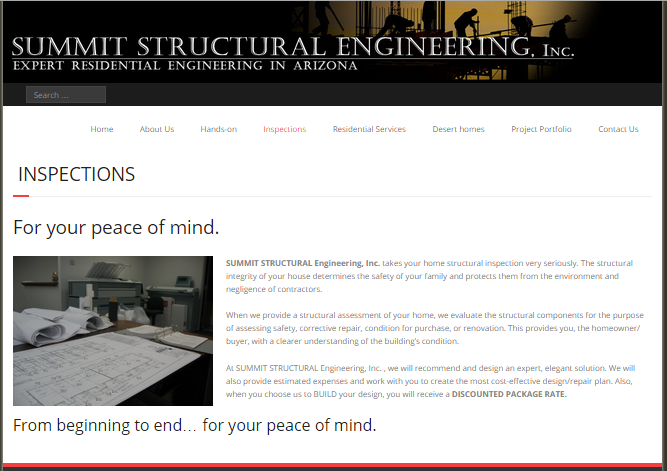 SUMMIT STRUCTURAL ENGINEERING, INC.
EXPERT RESIDENTIAL ENGINEERING IN ARIZONA
Search ...
Home About Us Hands-on Inspections Residential Services Desert homes Project Portfolio Contact Us
INSPECTIONS
For your peace of mind.
SUMMIT STRUCTURAL Engineering, Inc. takes your home structural inspection very seriously. The structural
integrity of your house determines the safety of your family and protects them from the environment and
negligence of contractors.
When we provide a structural assessment of your home, we evaluate the structural components for the purpose
of assessing safety, corrective repair, condition for purchase, or renovation. This provides you, the homeowner/
buyer, with a clearer understanding of the building's condition.
At SUMMIT STRUCTURAL Engineering, Inc. , we will recommend and design an expert, elegant solution. We will
also provide estimated expenses and work with you to create the most cost-effective design/repair plan. Also,
when you choose us to BUILD your design, you will receive a DISCOUNTED PACKAGE RATE.
From beginning to end… for your peace of mind.